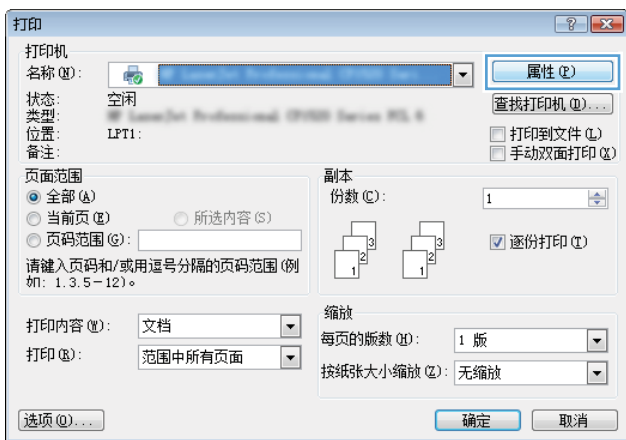 打印
打印机
名称(N):
属性(P)
状态: 空闲
查找打印机(D)...
类型:
位置: LPT1:
打印到文件(L)
备注:
手动双面打印(X)
页面范围
全部(A)
当前页(E) 所选内容(S)
页码范围(G):
请键入页码和/或用逗号分隔的页码范围(例
如: 1.3.5-12)。
副本
份数(C): 1
3
2
1
3
2
1
逐份打印(T)
打印内容(W): 文档
打印(R): 范围中所有页面
缩放
每页的版数(H): 1 版
按纸张大小缩放(Z): 无缩放
选项(O)... 确定 取消